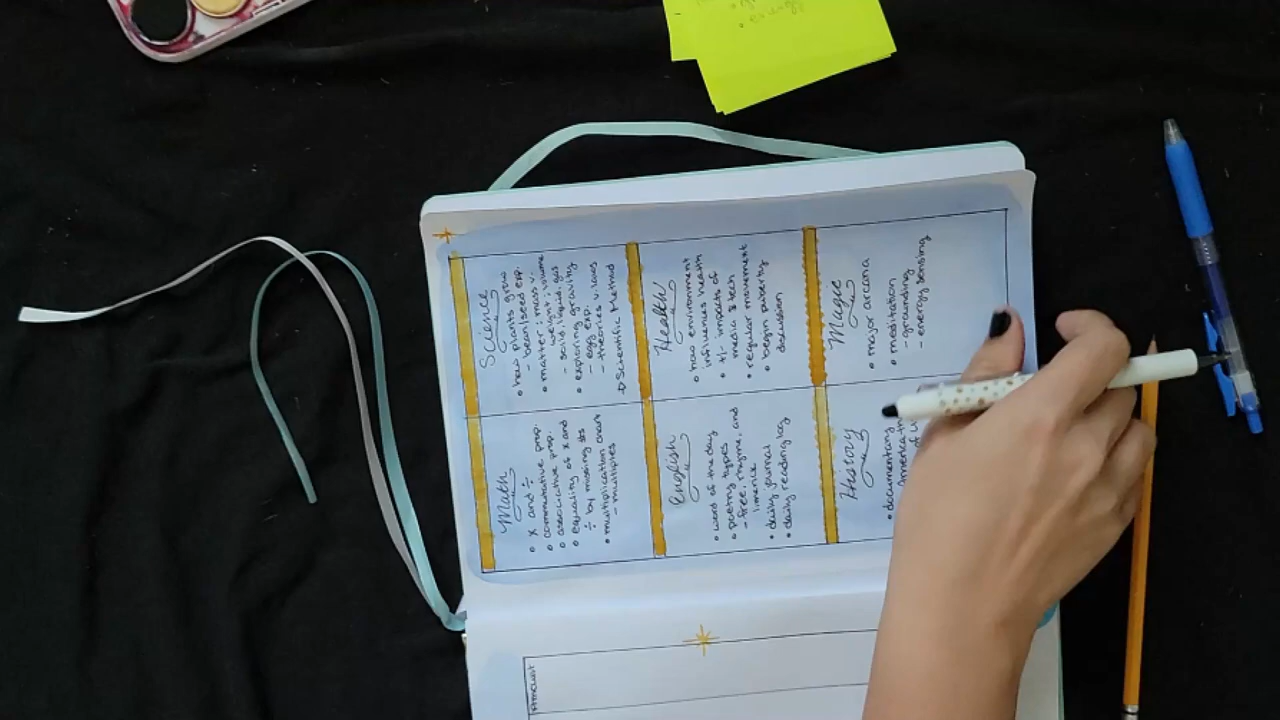 Math
• x and ÷
• commutative prop.
• associative prop.
• equality of x and
÷ by missing #s
• multiplication chart
- multiples
Science
• how plants grow
- bean/seed exp.
• matter: mass v.
weight v. volume
- solid, liquid, gas
• exploring gravity
- egg exp.
- theories v. laws
→ Scientific Method
English
• word of the day
• poetry types
- free, rhyme, and
limerick
• daily journal
• daily reading log
Health
• how environment
influences health
• +/- impacts of
media & tech
• regular movement
• begin puberty
discussion
History
• documenting
America
of
Magic
• major arcana
• meditation
- grounding
- energy sensing